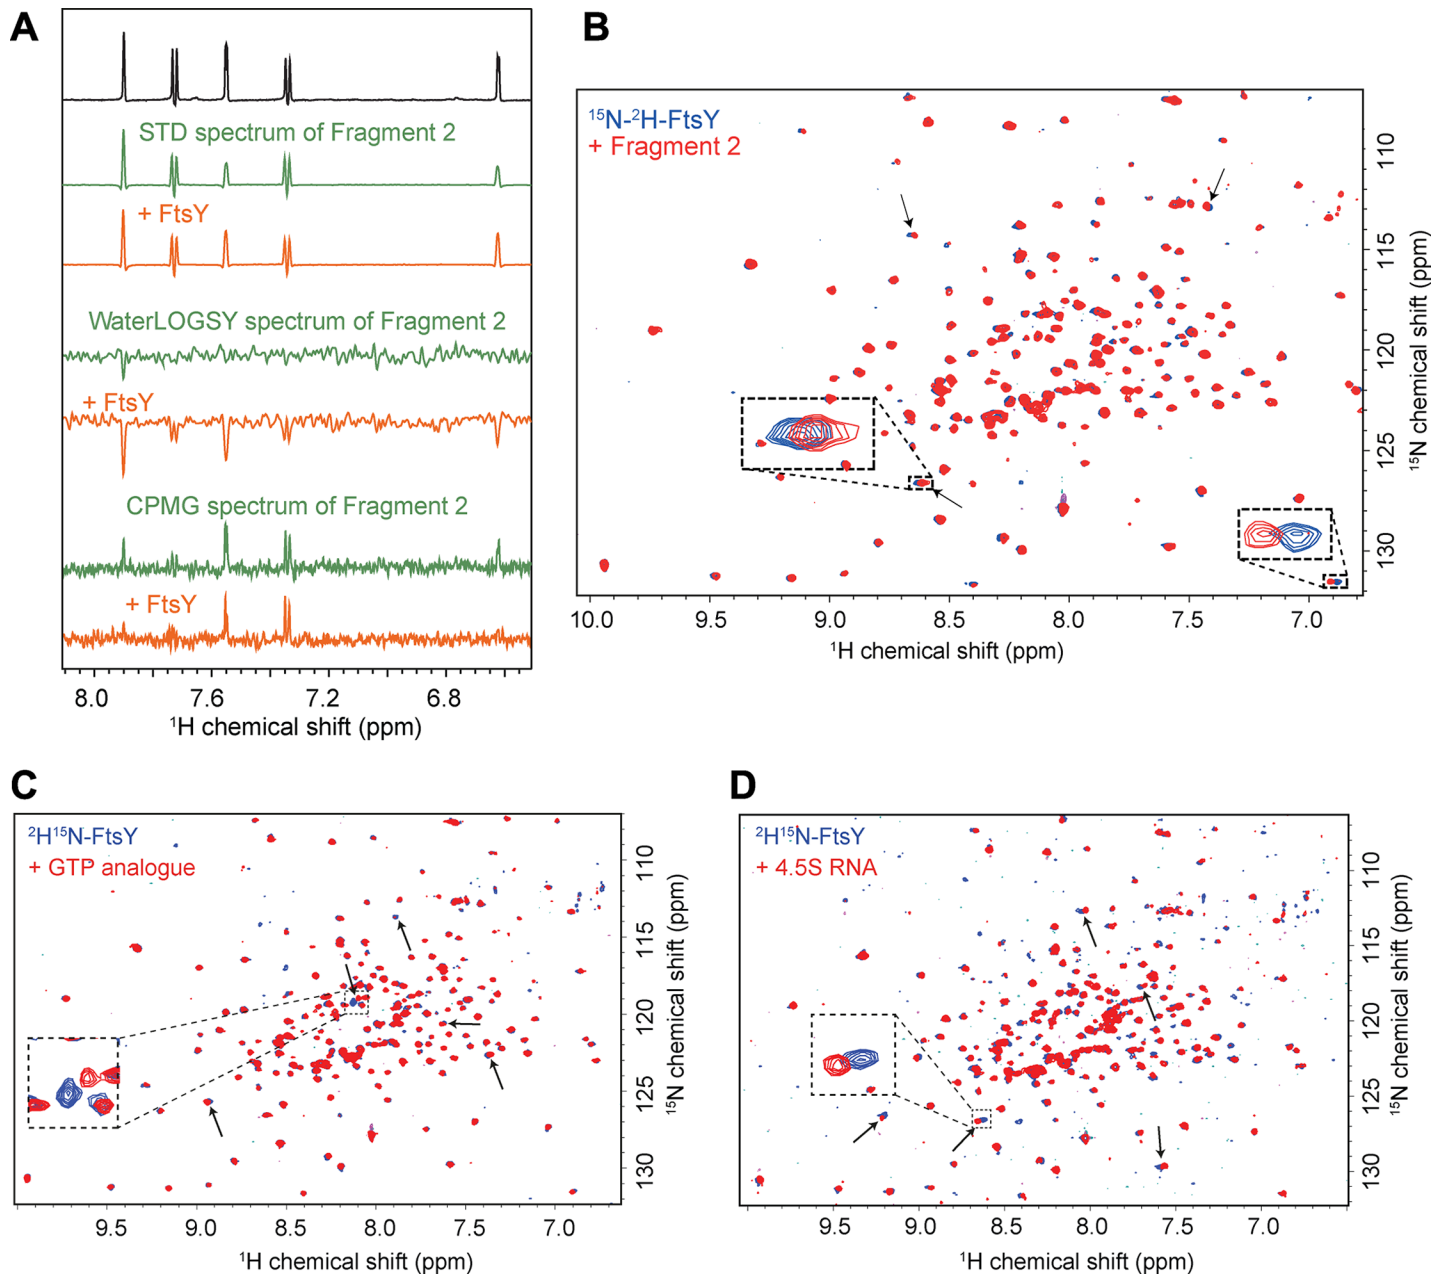 A
STD spectrum of Fragment 2
+ FtsY
WaterLOGSY spectrum of Fragment 2
+ FtsY
CPMG spectrum of Fragment 2
+ FtsY
8.0 7.6 7.2 6.8
¹H chemical shift (ppm)
B
¹⁵N-²H-FtsY
+ Fragment 2
110
115
120
125
130
¹⁵N chemical shift (ppm)
10.0 9.5 9.0 8.5 8.0 7.5 7.0
¹H chemical shift (ppm)
C
²H¹⁵N-FtsY
+ GTP analogue
110
115
120
125
130
¹⁵N chemical shift (ppm)
9.5 9.0 8.5 8.0 7.5 7.0
¹H chemical shift (ppm)
D
²H¹⁵N-FtsY
+ 4.5S RNA
110
115
120
125
130
¹⁵N chemical shift (ppm)
9.5 9.0 8.5 8.0 7.5 7.0
¹H chemical shift (ppm)